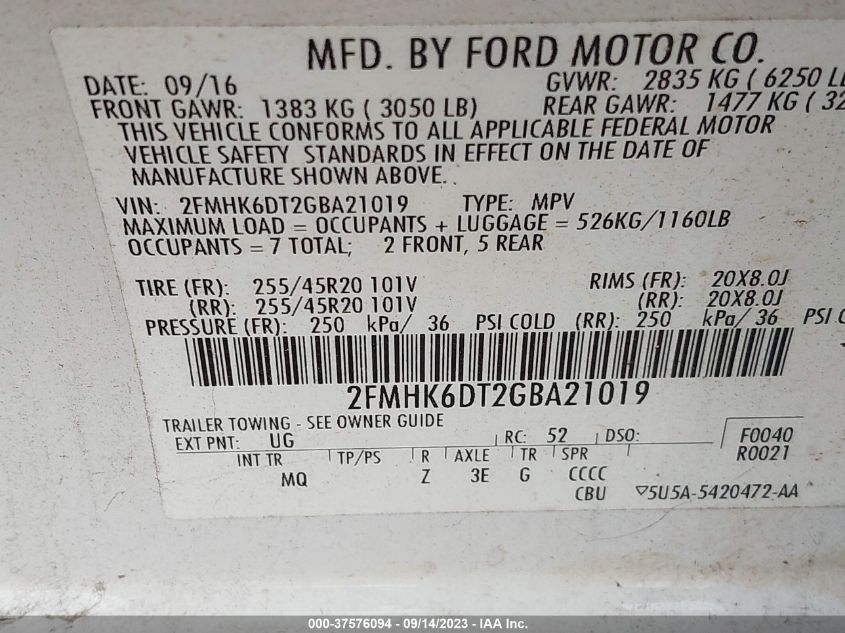 MFD. BY FORD MOTOR CO.
DATE: 09/16 GVWR: 2835 KG ( 6250 LB
FRONT GAWR: 1383 KG ( 3050 LB) REAR GAWR: 1477 KG ( 32
THIS VEHICLE CONFORMS TO ALL APPLICABLE FEDERAL MOTOR
VEHICLE SAFETY STANDARDS IN EFFECT ON THE DATE OF
MANUFACTURE SHOWN ABOVE..
VIN: 2FMHK6DT2GBA21019 TYPE: MPV
MAXIMUM LOAD = OCCUPANTS + LUGGAGE = 526KG/1160LB
OCCUPANTS = 7 TOTAL; 2 FRONT, 5 REAR
TIRE (FR): 255/45R20 101V RIMS (FR): 20X8.0J
(RR): 255/45R20 101V (RR): 20X8.0J
PRESSURE (FR): 250 kPa/ 36 PSI COLD (RR): 250 kPa/ 36 PSI C
2FMHK6DT2GBA21019
TRAILER TOWING - SEE OWNER GUIDE
EXT PNT: UG RC: 52 DSO: F0040
INT TR TP/PS R AXLE TR SPR R0021
MQ Z 3E G CCCC
CBU 5U5A-5420472-AA
000-37576094 - 09/14/2023 - IAA Inc.